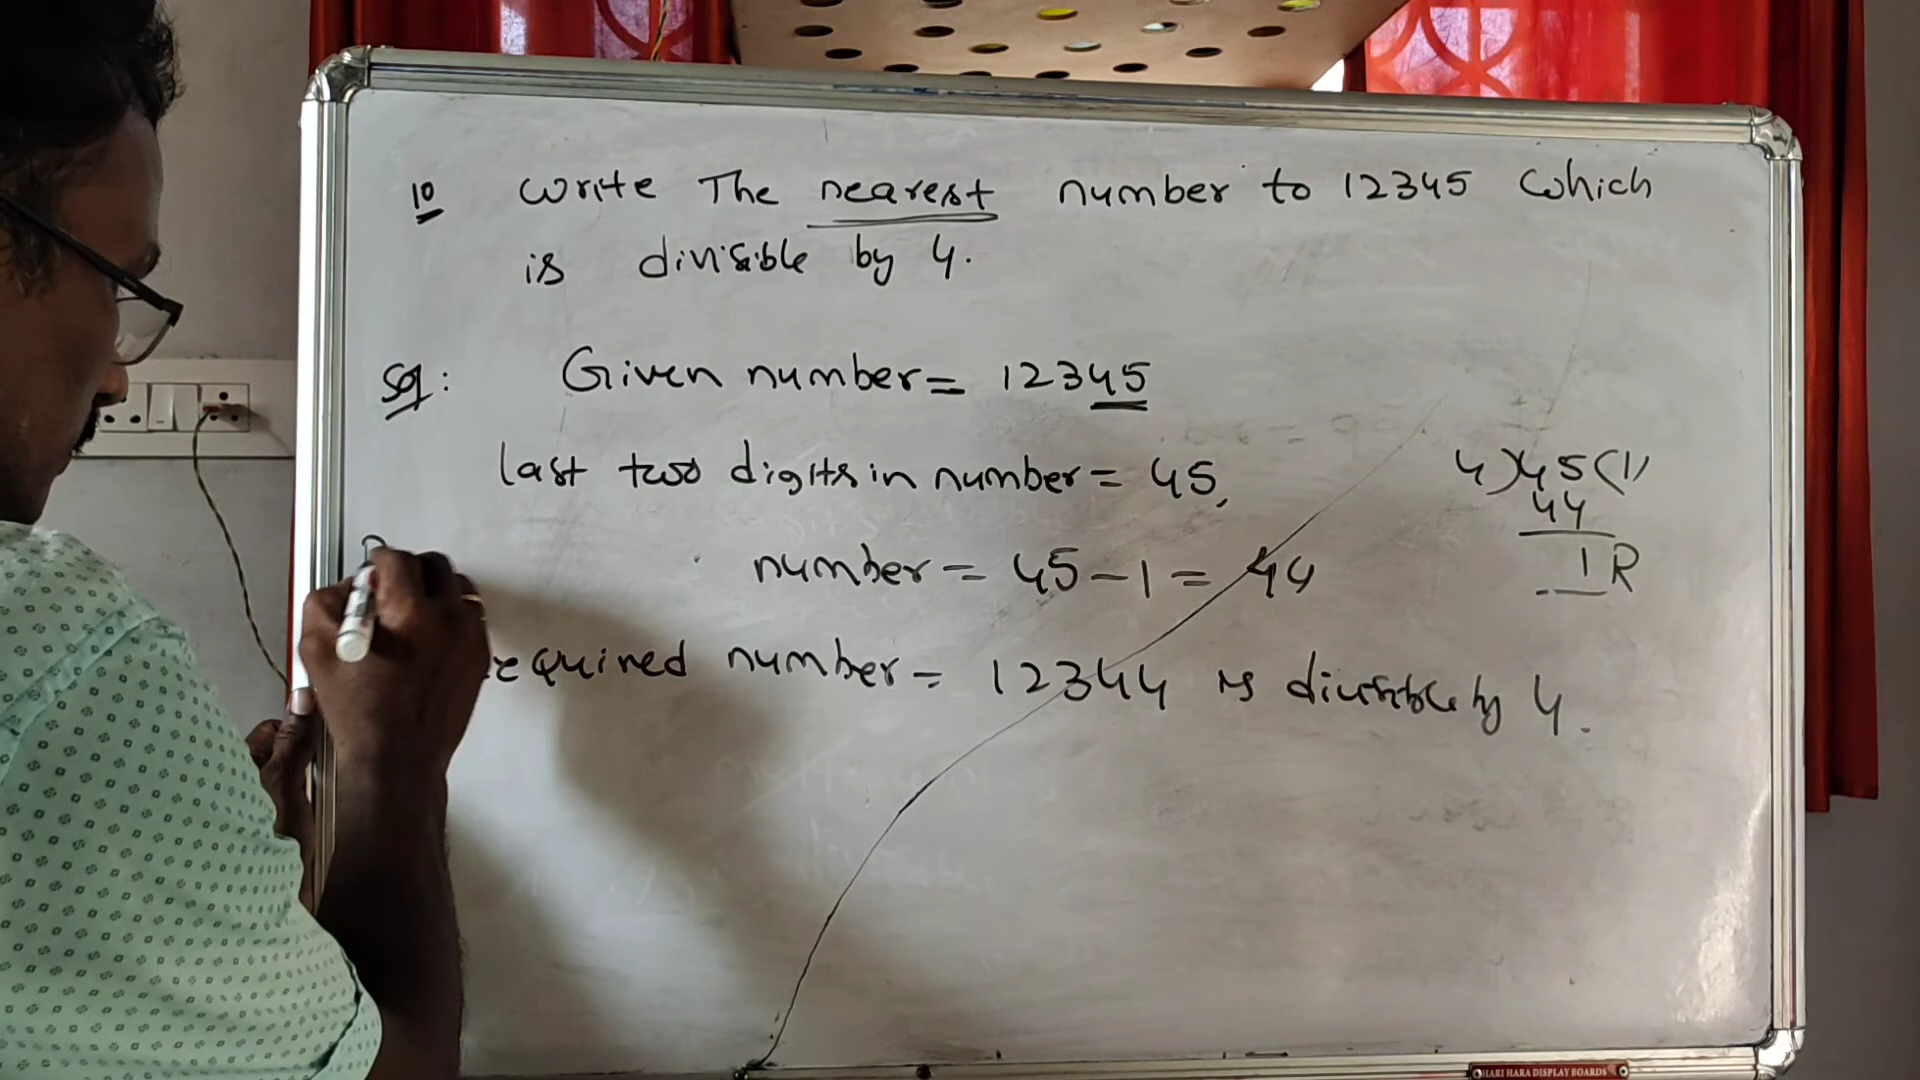 10 Write The nearest number to 12345 which
is divisible by 4.
Sol: Given number = 12345
last two digits in number = 45,
4)45(11
44
1R
number = 45-1 = 44
required number = 12344 is divisible by 4.
HARI HARA DISPLAY BOARDS